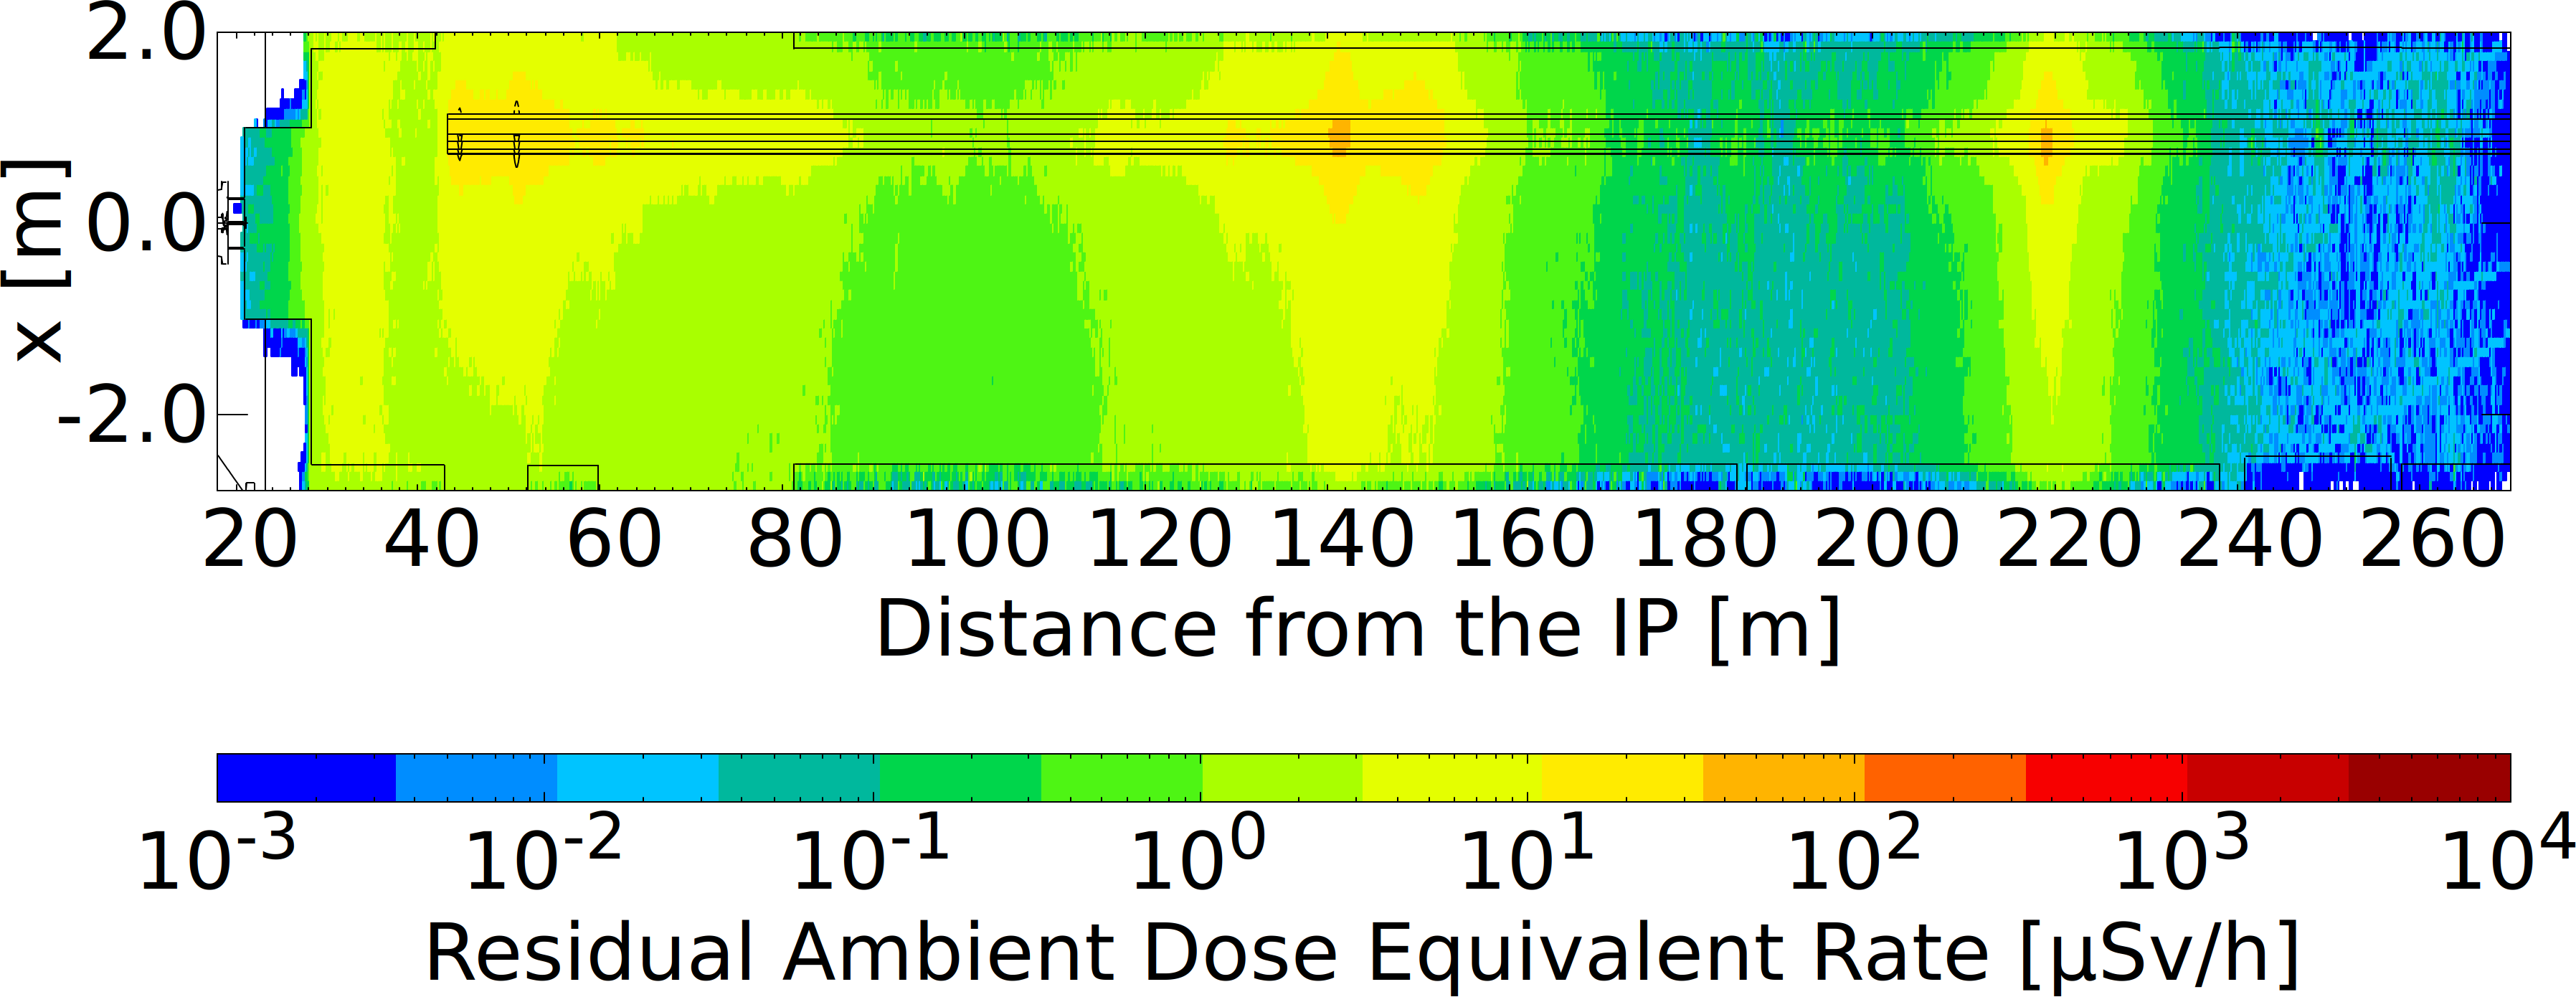 2.0
0.0
-2.0
x [m]
20 40 60 80 100 120 140 160 180 200 220 240 260
Distance from the IP [m]
10-3 10-2 10-1 100 101 102 103 104
Residual Ambient Dose Equivalent Rate [µSv/h]